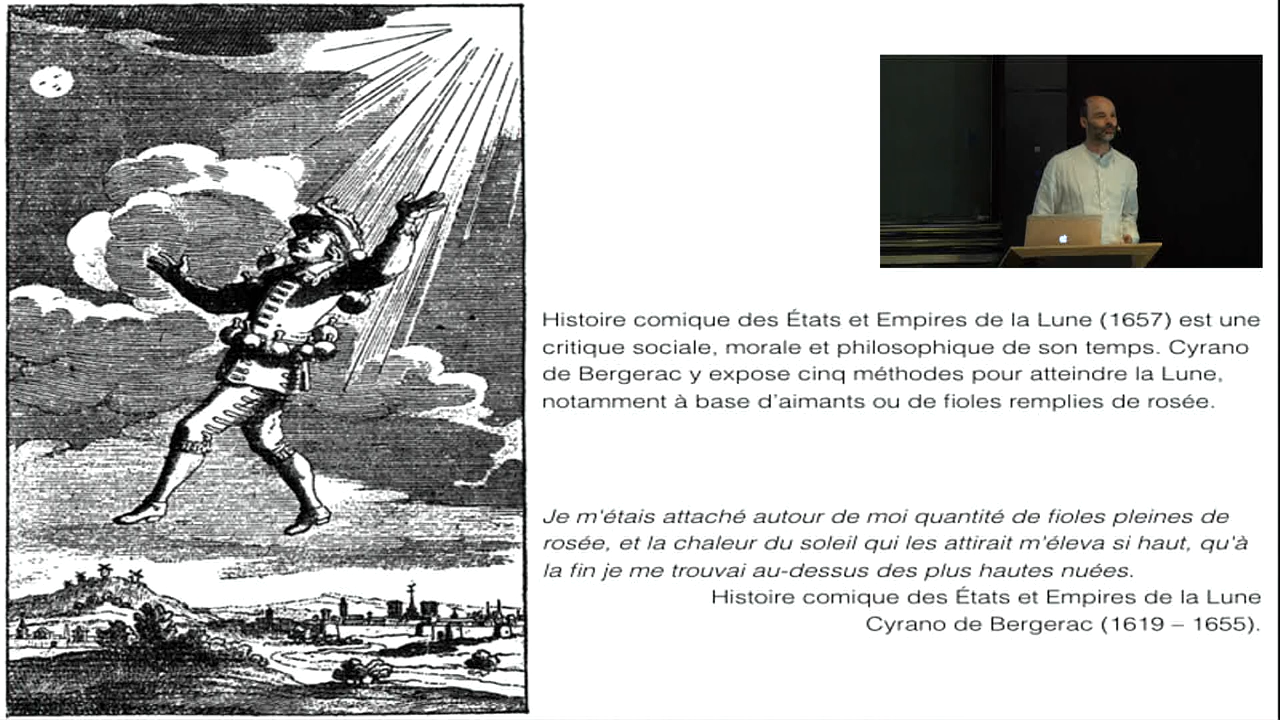 Histoire comique des États et Empires de la Lune (1657) est une
critique sociale, morale et philosophique de son temps. Cyrano
de Bergerac y expose cinq méthodes pour atteindre la Lune,
notamment à base d'aimants ou de fioles remplies de rosée.
Je m'étais attaché autour de moi quantité de fioles pleines de
rosée, et la chaleur du soleil qui les attirait m'éleva si haut, qu'à
la fin je me trouvai au-dessus des plus hautes nuées.
Histoire comique des États et Empires de la Lune
Cyrano de Bergerac (1619 – 1655).